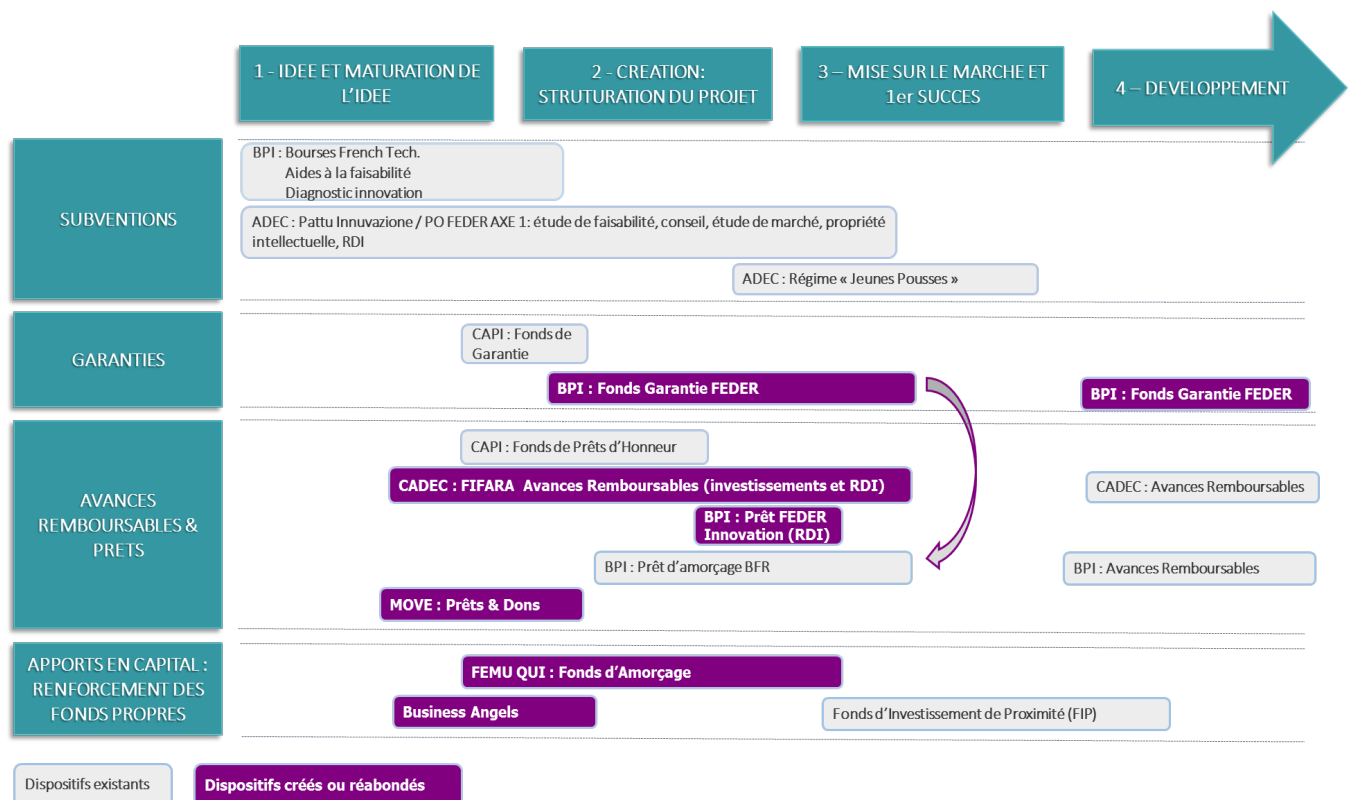 1 - IDEE ET MATURATION DE
L'IDEE
2 - CREATION:
STRUTURATION DU PROJET
3 – MISE SUR LE MARCHE ET
1er SUCCES
4 – DEVELOPPEMENT
SUBVENTIONS
BPI : Bourses French Tech.
Aides à la faisabilité
Diagnostic innovation
ADEC : Pattu Innuvazione / PO FEDER AXE 1: étude de faisabilité, conseil, étude de marché, propriété
intellectuelle, RDI
ADEC : Régime « Jeunes Pousses »
GARANTIES
CAPI : Fonds de
Garantie
BPI : Fonds Garantie FEDER
BPI : Fonds Garantie FEDER
AVANCES
REMBOURSABLES &
PRETS
CAPI : Fonds de Prêts d'Honneur
CADEC : FIFARA Avances Remboursables (investissements et RDI)
CADEC : Avances Remboursables
BPI : Prêt FEDER
Innovation (RDI)
BPI : Prêt d'amorçage BFR
BPI : Avances Remboursables
MOVE : Prêts & Dons
APPORTS EN CAPITAL :
RENFORCEMENT DES
FONDS PROPRES
FEMU QUI : Fonds d'Amorçage
Business Angels
Fonds d'Investissement de Proximité (FIP)
Dispositifs existants
Dispositifs créés ou réabondés